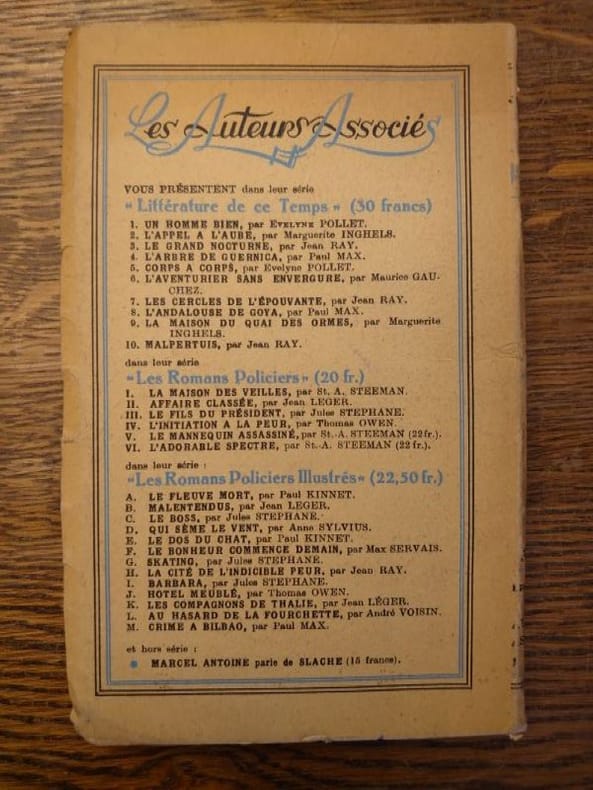 Les Auteurs Associés
VOUS PRÉSENTENT dans leur série
"Littérature de ce Temps" (30 francs)
1. UN HOMME BIEN, par EVELYNE POLLET.
2. L'APPEL A L'AUBE, par Marguerite INGHELS.
3. LE GRAND NOCTURNE, par Jean RAY.
4. L'ARBRE DE GUERNICA, par Paul MAX.
5. CORPS A CORPS, par Evelyne POLLET.
6. L'AVENTURIER SANS ENVERGURE, par Maurice GAU-
CHEZ.
7. LES CERCLES DE L'ÉPOUVANTE, par Jean RAY.
8. L'ANDALOUSE DE GOYA, par Paul MAX.
9. LA MAISON DU QUAI DES ORMES, par Marguerite
INGHELS.
10. MALPERTUIS, par Jean RAY.
dans leur série
"Les Romans Policiers" (20 fr.)
I. LA MAISON DES VEILLES, par St. A. STEEMAN.
II. AFFAIRE CLASSÉE, par Jean LEGER.
III. LE FILS DU PRÉSIDENT, par Jules STEPHANE.
IV. L'INITIATION A LA PEUR, par Thomas OWEN.
V. LE MANNEQUIN ASSASSINÉ, par St.-A. STEEMAN (22 fr.).
VI. L'ADORABLE SPECTRE, par St.-A. STEEMAN (22 fr.).
dans leur série :
"Les Romans Policiers Illustrés" (22,50 fr.)
A. LE FLEUVE MORT, par Paul KINNET.
B. MALENTENDUS, par Jean LEGER.
C. LE BOSS, par Jules STEPHANE.
D. QUI SÈME LE VENT, par Anne SYLVIUS.
E. LE DOS DU CHAT, par Paul KINNET.
F. LE BONHEUR COMMENCE DEMAIN, par Max SERVAIS.
G. SKATING, par Jules STEPHANE.
H. LA CITÉ DE L'INDICIBLE PEUR, par Jean RAY.
I. BARBARA, par Jules STEPHANE.
J. HOTEL MEUBLÉ, par Thomas OWEN.
K. LES COMPAGNONS DE THALIE, par Jean LÉGER.
L. AU HASARD DE LA FOURCHETTE, par André VOISIN.
M. CRIME A BILBAO, par Paul MAX.
et hors série :
MARCEL ANTOINE parle de SLACHE (15 francs).